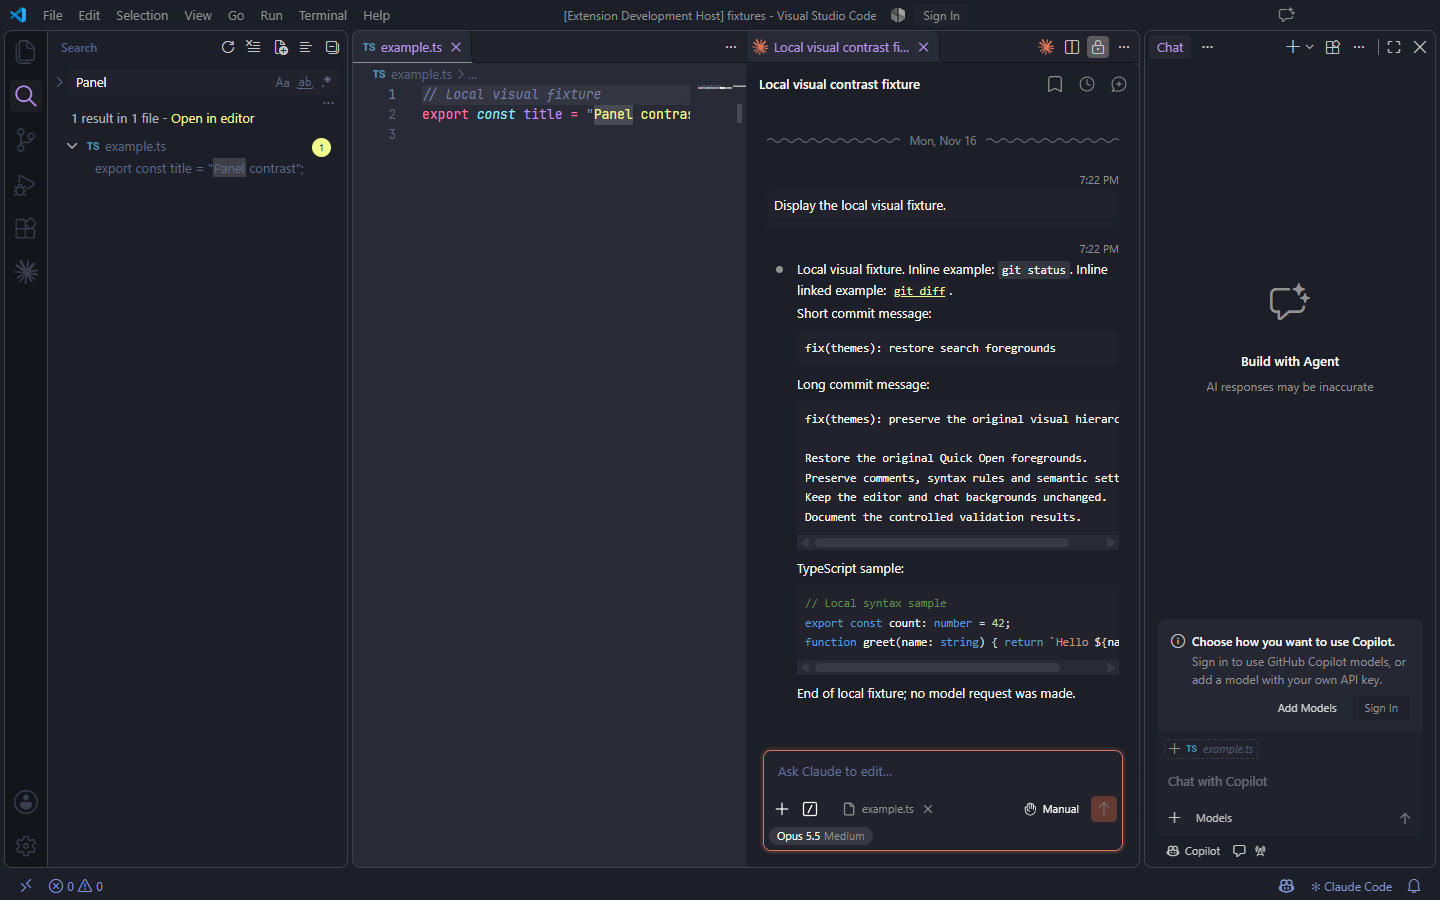 File Edit Selection View Go Run Terminal Help
[Extension Development Host] fixtures - Visual Studio Code
Sign In
Search
Panel
Aa ab .*
1 result in 1 file - Open in editor
TS example.ts
1
export const title = "Panel contrast";
TS example.ts
TS example.ts > ...
1 // Local visual fixture
2 export const title = "Panel contras
3
Local visual contrast fi...
Local visual contrast fixture
Mon, Nov 16
7:22 PM
Display the local visual fixture.
7:22 PM
Local visual fixture. Inline example: git status. Inline
linked example: git diff.
Short commit message:
fix(themes): restore search foregrounds
Long commit message:
fix(themes): preserve the original visual hierarc
Restore the original Quick Open foregrounds.
Preserve comments, syntax rules and semantic sett
Keep the editor and chat backgrounds unchanged.
Document the controlled validation results.
TypeScript sample:
// Local syntax sample
export const count: number = 42;
function greet(name: string) { return `Hello ${na
End of local fixture; no model request was made.
Ask Claude to edit...
example.ts
Manual
Opus 5.5 Medium
Chat
Build with Agent
AI responses may be inaccurate
Choose how you want to use Copilot.
Sign in to use GitHub Copilot models, or
add a model with your own API key.
Add Models Sign In
TS example.ts
Chat with Copilot
Models
Copilot
0 0
Claude Code